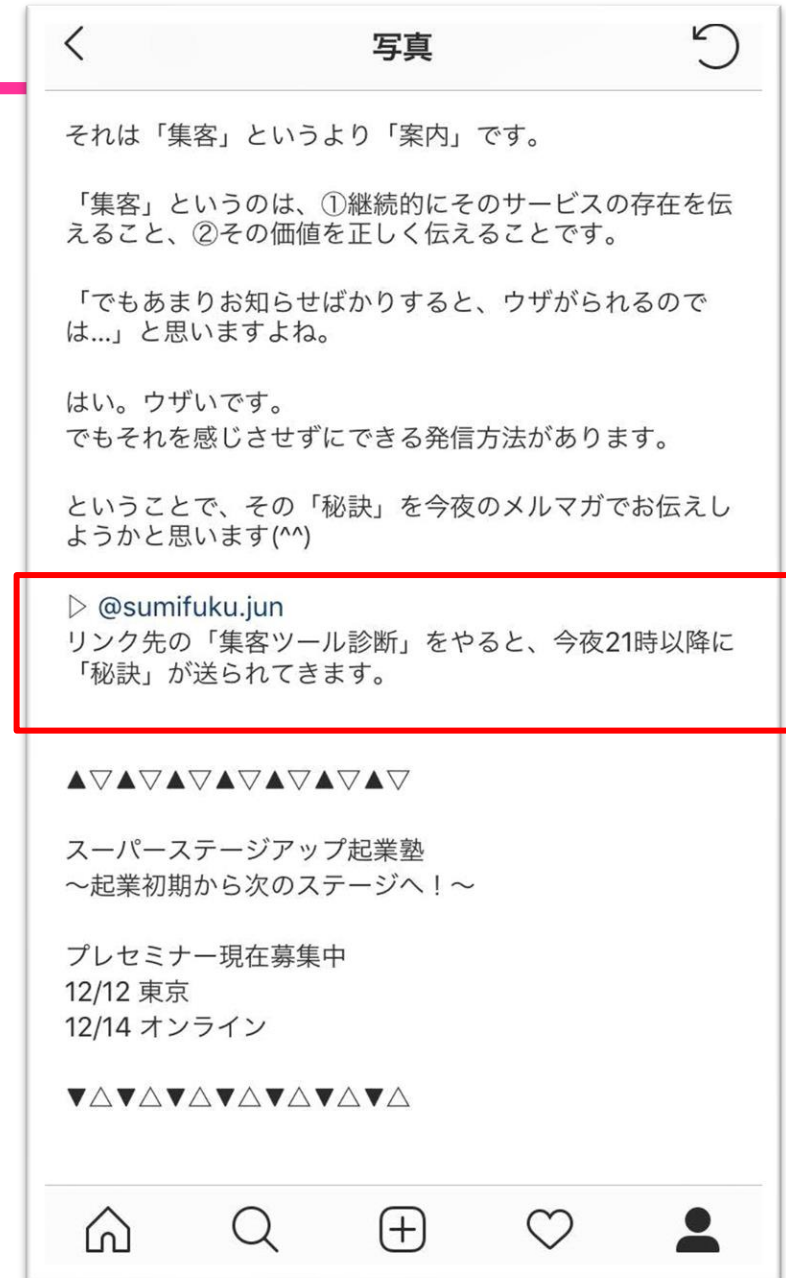 写真
それは「集客」というより「案内」です。
「集客」というのは、①継続的にそのサービスの存在を伝
えること、②その価値を正しく伝えることです。
「でもあまりお知らせばかりすると、ウザがられるので
は...」と思いますよね。
はい。ウザいです。
でもそれを感じさせずにできる発信方法があります。
ということで、その「秘訣」を今夜のメルマガでお伝えし
ようかと思います(^^)
▷ @sumifuku.jun
リンク先の「集客ツール診断」をやると、今夜21時以降に
「秘訣」が送られてきます。
▲▽▲▽▲▽▲▽▲▽▲▽▲▽
スーパーステージアップ起業塾
〜起業初期から次のステージへ！〜
プレセミナー現在募集中
12/12 東京
12/14 オンライン
▼△▼△▼△▼△▼△▼△▼△